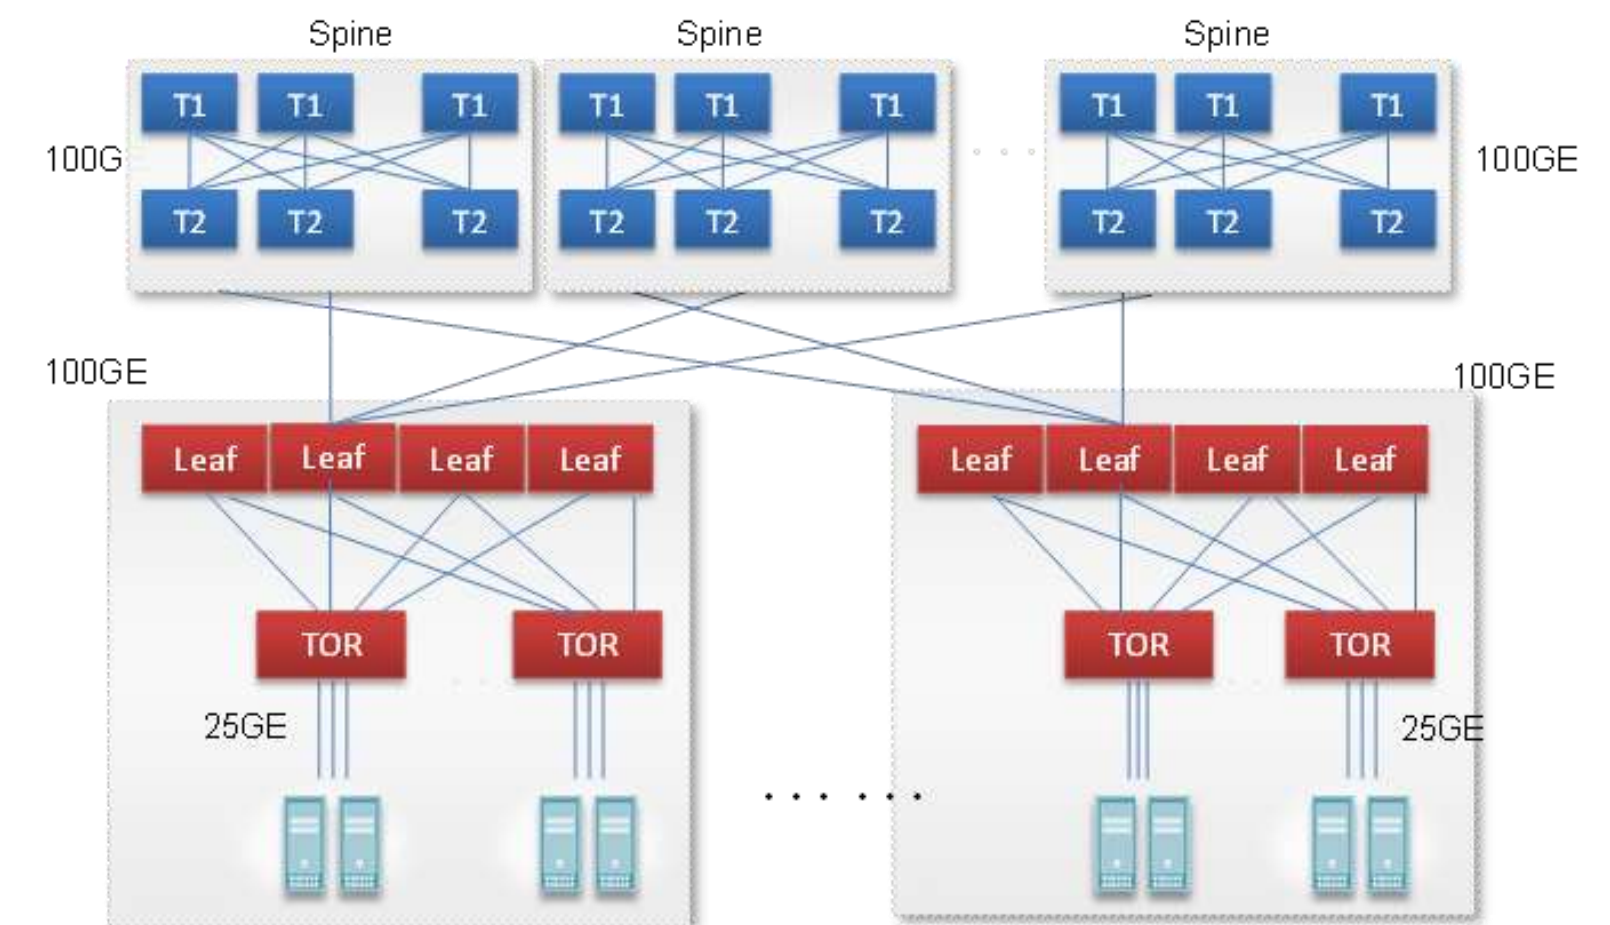 Spine Spine Spine
T1 T1 T1 T1 T1 T1 T1 T1 T1
100G 100GE
T2 T2 T2 T2 T2 T2 T2 T2 T2
100GE 100GE
Leaf Leaf Leaf Leaf Leaf Leaf Leaf Leaf
TOR TOR TOR TOR
25GE 25GE